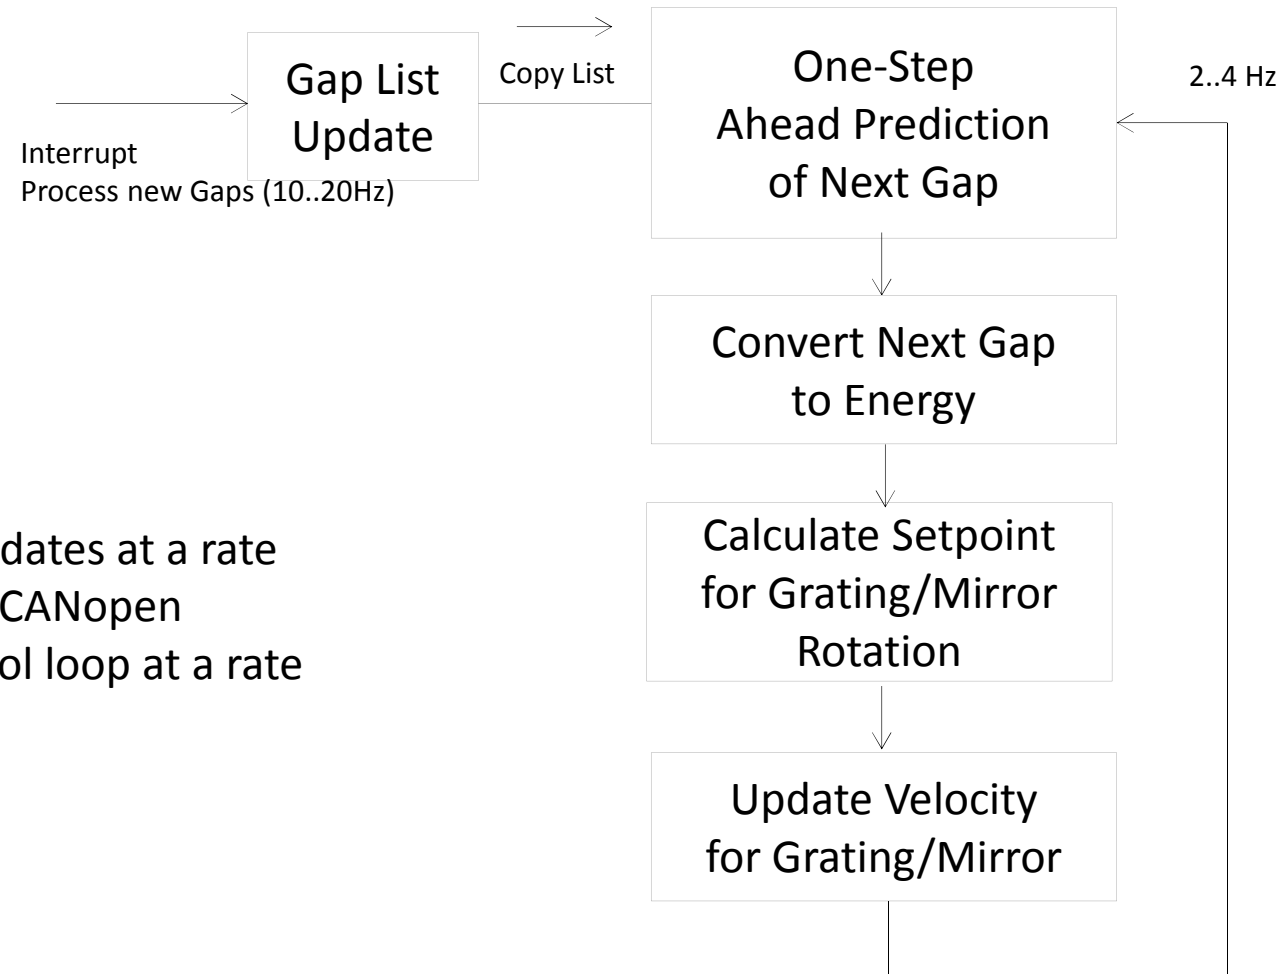 Gap List
Update
Copy List
One-Step
Ahead Prediction
of Next Gap
2..4 Hz
Interrupt
Process new Gaps (10..20Hz)
Convert Next Gap
to Energy
Calculate Setpoint
for Grating/Mirror
Rotation
dates at a rate
CANopen
ol loop at a rate
Update Velocity
for Grating/Mirror